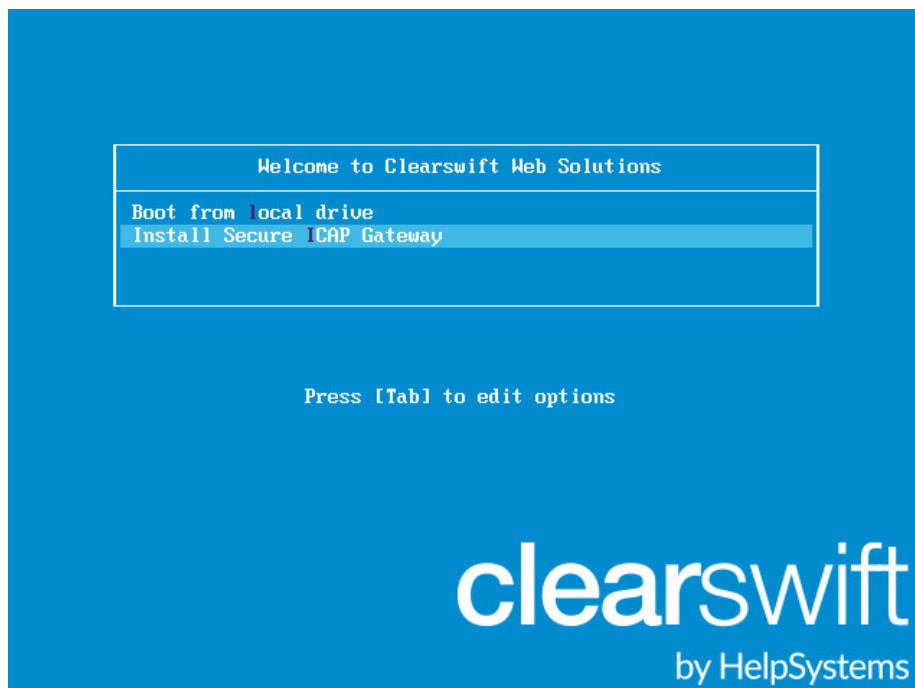 Welcome to Clearswift Web Solutions
Boot from local drive
Install Secure ICAP Gateway
Press [Tab] to edit options
clearswift
by HelpSystems